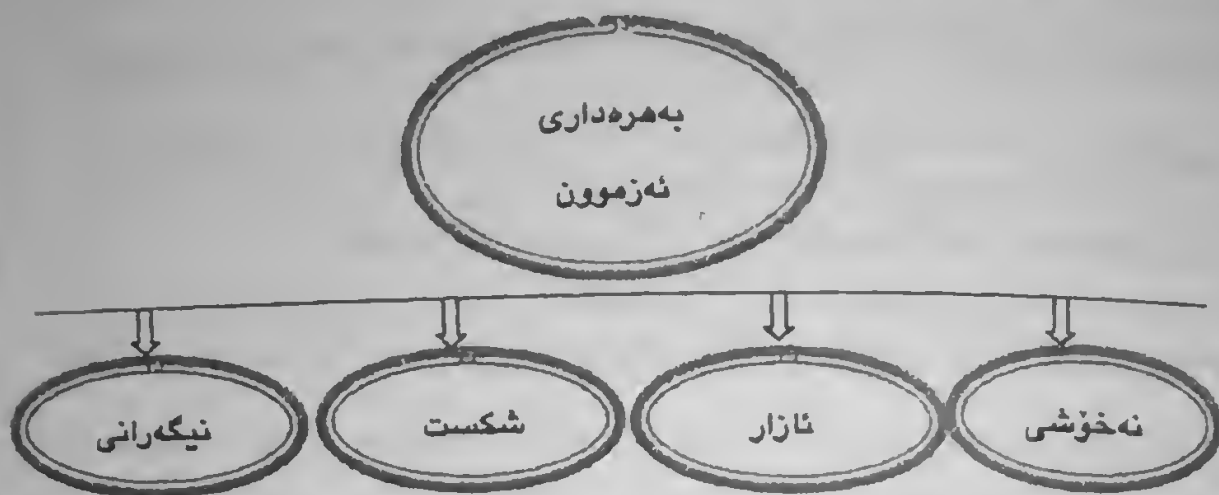 بەهرەداری
ئەزموون
نەخۆشی
ئازار
شکست
نیگەرانی